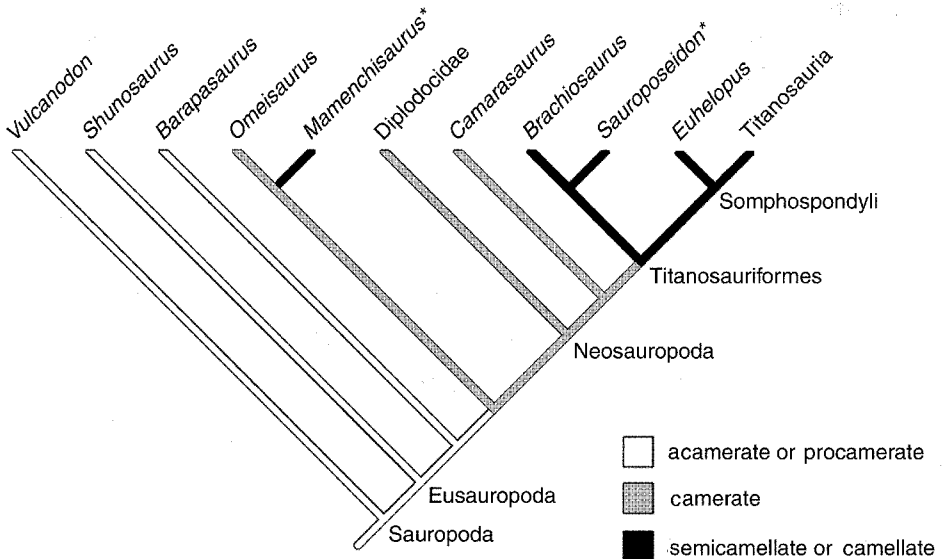 Vulcanodon
Shunosaurus
Barapasaurus
Omeisaurus
Mamenchisaurus*
Diplodocidae
Camarasaurus
Brachiosaurus
Sauroposeidon*
Euhelopus
Titanosauria
Somphospondyli
Titanosauriformes
Neosauropoda
Eusauropoda
Sauropoda
acamerate or procamerate
camerate
semicamellate or camellate